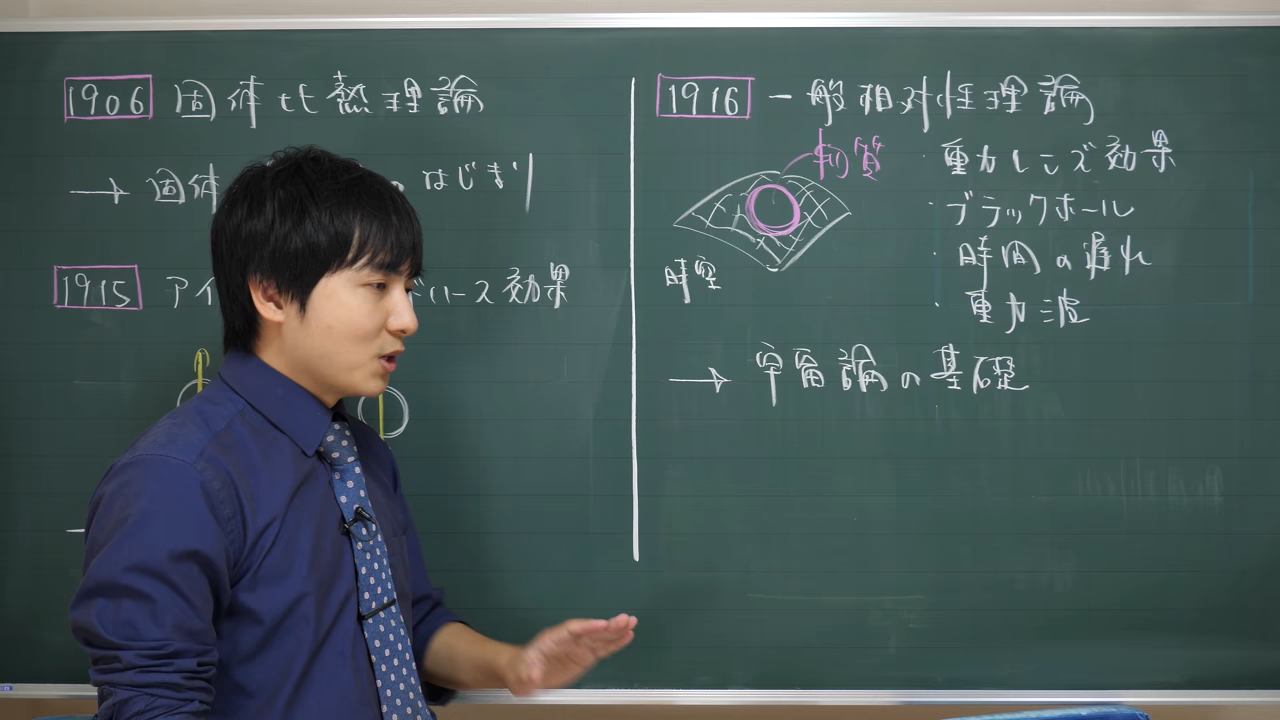 1906 固体比熱理論
→ 固体 のはじまり
1915 アイ ドハース効果
1916 一般相対性理論
物質
時空
・重力レンズ効果
・ブラックホール
・時間の遅れ
・重力波
→ 宇宙論の基礎